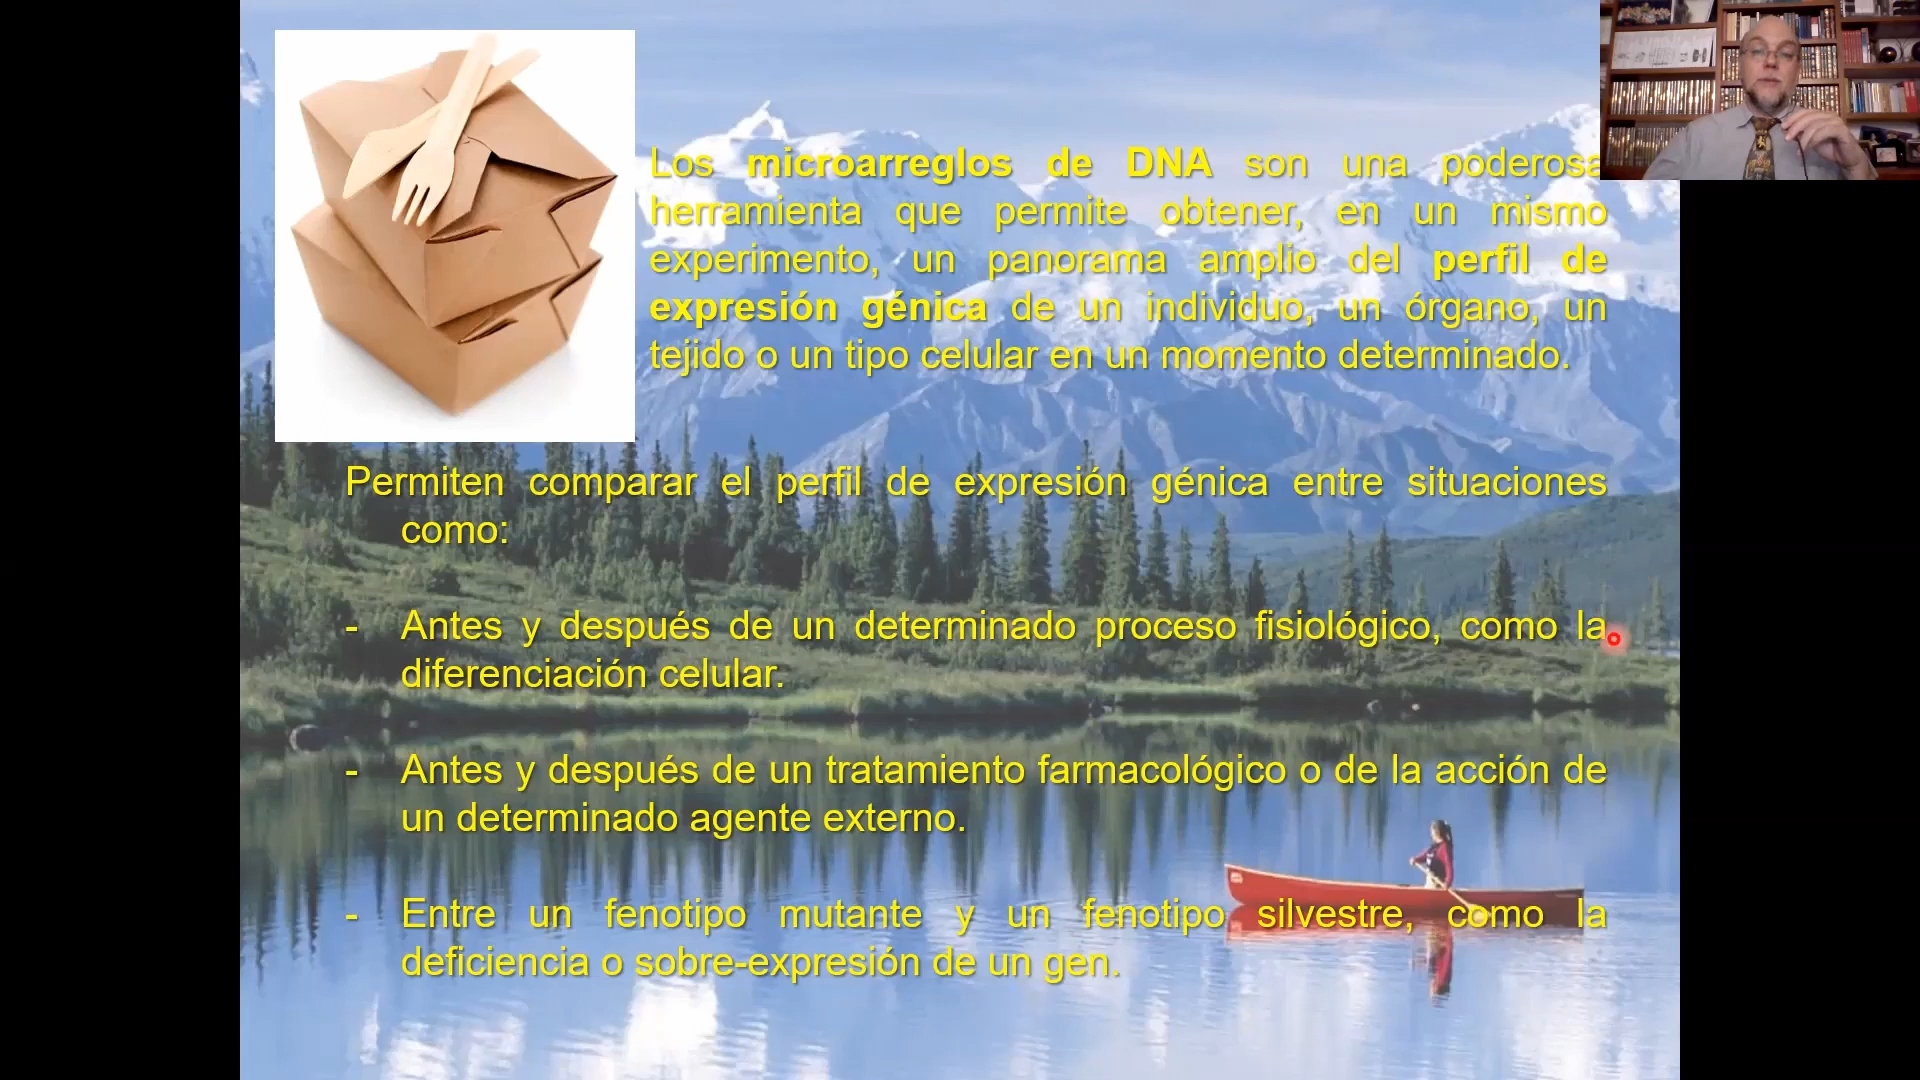 Los microarreglos de DNA son una poderosa
herramienta que permite obtener, en un mismo
experimento, un panorama amplio del perfil de
expresión génica de un individuo, un órgano, un
tejido o un tipo celular en un momento determinado.
Permiten comparar el perfil de expresión génica entre situaciones
como:
- Antes y después de un determinado proceso fisiológico, como la
diferenciación celular.
- Antes y después de un tratamiento farmacológico o de la acción de
un determinado agente externo.
- Entre un fenotipo mutante y un fenotipo silvestre, como la
deficiencia o sobre-expresión de un gen.